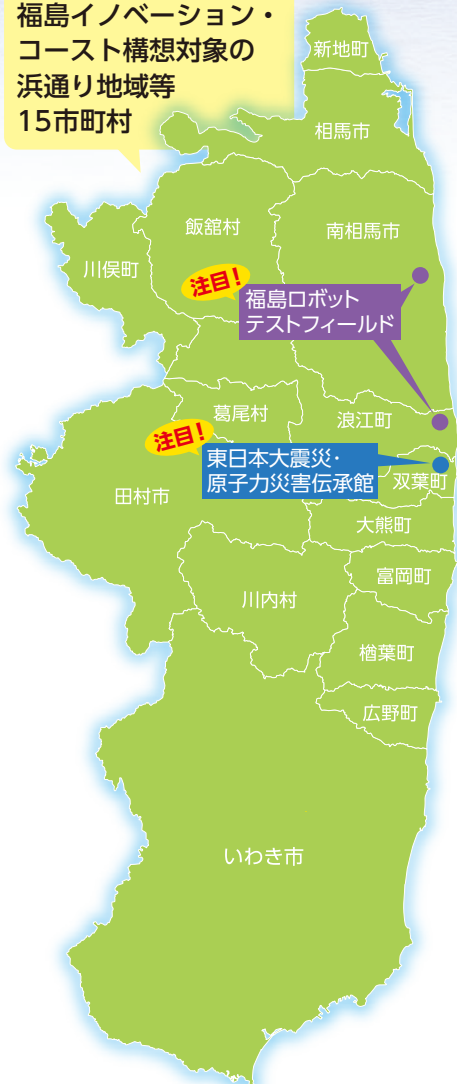 福島イノベーション・
コースト構想対象の
浜通り地域等
15市町村
新地町
相馬市
飯舘村
南相馬市
川俣町
注目！
福島ロボット
テストフィールド
葛尾村
浪江町
注目！
東日本大震災・
原子力災害伝承館
双葉町
田村市
大熊町
富岡町
川内村
楢葉町
広野町
いわき市